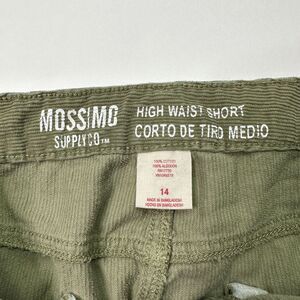 MOSSIMO
SUPPLY CO.™
HIGH WAIST SHORT
CORTO DE TIRO MEDIO
100% COTTON
100% ALGODON
14
MADE IN BANGLADESH
HECHO EN BANGLADESH